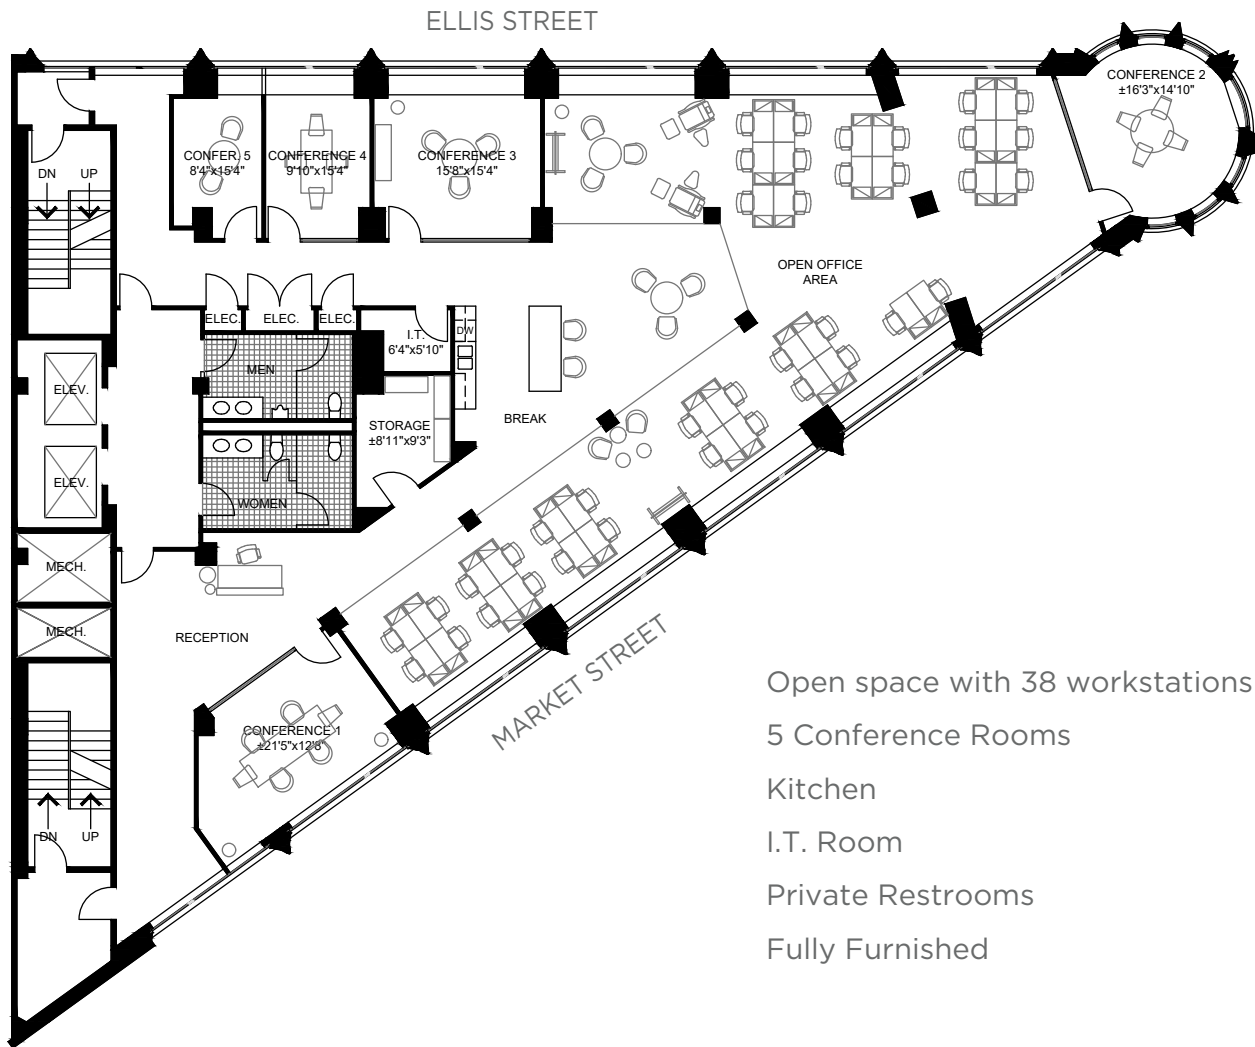 ELLIS STREET
CONFERENCE 2
±16'3"x14'10"
CONFER. 5
8'4"x15'4"
CONFERENCE 4
9'10"x15'4"
CONFERENCE 3
15'8"x15'4"
DN
UP
OPEN OFFICE
AREA
ELEC.
ELEC.
ELEC.
I.T.
6'4"x5'10"
DW
MEN
ELEV.
STORAGE
±8'11"x9'3"
BREAK
ELEV.
WOMEN
MECH.
MECH.
RECEPTION
MARKET STREET
CONFERENCE 1
±21'5"x12'8"
DN
UP
Open space with 38 workstations
5 Conference Rooms
Kitchen
I.T. Room
Private Restrooms
Fully Furnished